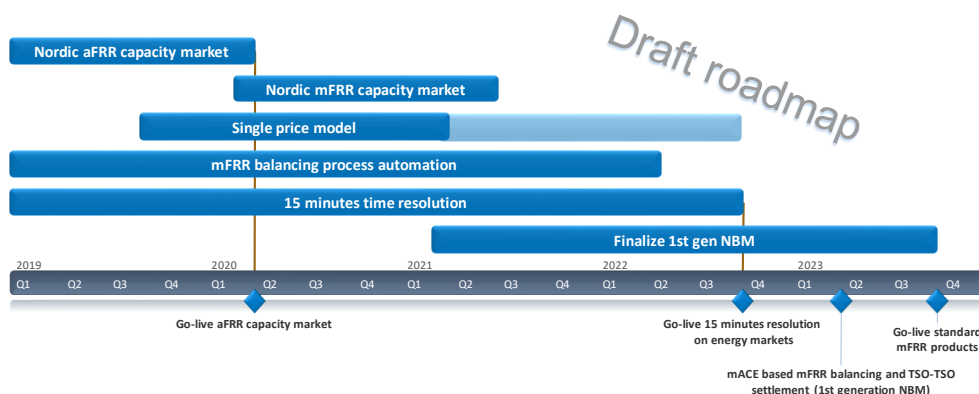 Draft roadmap
Nordic aFRR capacity market
Nordic mFRR capacity market
Single price model
mFRR balancing process automation
15 minutes time resolution
Finalize 1st gen NBM
2019 2020 2021 2022 2023
Q1 Q2 Q3 Q4 Q1 Q2 Q3 Q4 Q1 Q2 Q3 Q4 Q1 Q2 Q3 Q4 Q1 Q2 Q3 Q4
Go-live aFRR capacity market
Go-live 15 minutes resolution
on energy markets
Go-live standard
mFRR products
mACE based mFRR balancing and TSO-TSO
settlement (1st generation NBM)